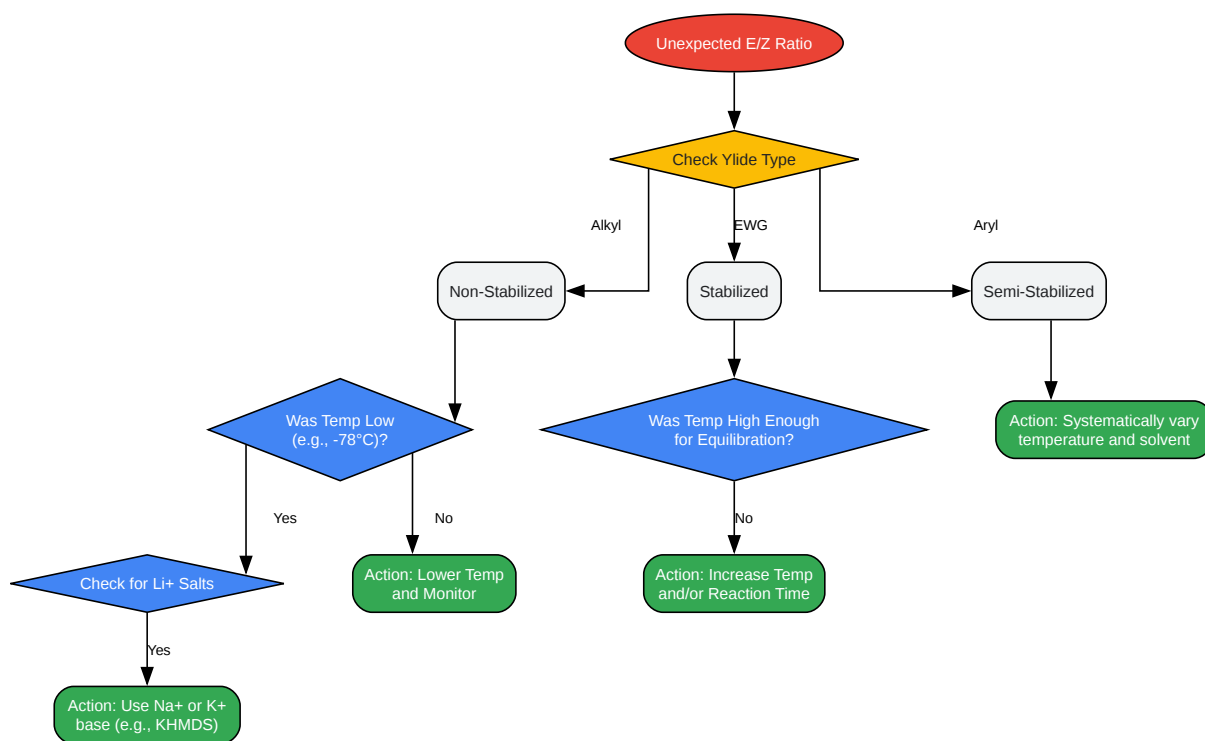 Unexpected E/Z Ratio
Check Ylide Type
Alkyl
EWG
Aryl
Non-Stabilized
Stabilized
Semi-Stabilized
Was Temp Low
(e.g., -78°C)?
Was Temp High Enough
for Equilibration?
Action: Systematically vary
temperature and solvent
Yes
No
No
Check for Li+ Salts
Action: Lower Temp
and Monitor
Action: Increase Temp
and/or Reaction Time
Yes
Action: Use Na+ or K+
base (e.g., KHMDS)